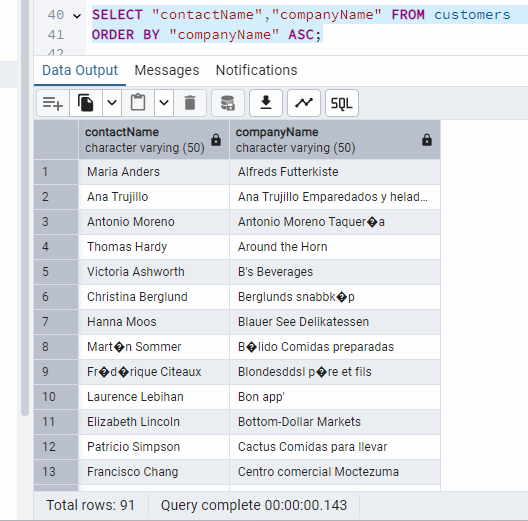 40 SELECT "contactName","companyName" FROM customers
41 ORDER BY "companyName" ASC;
42
Data Output Messages Notifications
SQL
contactName companyName
character varying (50) character varying (50)
1 Maria Anders Alfreds Futterkiste
2 Ana Trujillo Ana Trujillo Emparedados y helad...
3 Antonio Moreno Antonio Moreno Taquer�a
4 Thomas Hardy Around the Horn
5 Victoria Ashworth B's Beverages
6 Christina Berglund Berglunds snabbk�p
7 Hanna Moos Blauer See Delikatessen
8 Mart�n Sommer B�lido Comidas preparadas
9 Fr�d�rique Citeaux Blondesddsl p�re et fils
10 Laurence Lebihan Bon app'
11 Elizabeth Lincoln Bottom-Dollar Markets
12 Patricio Simpson Cactus Comidas para llevar
13 Francisco Chang Centro comercial Moctezuma
Total rows: 91 Query complete 00:00:00.143